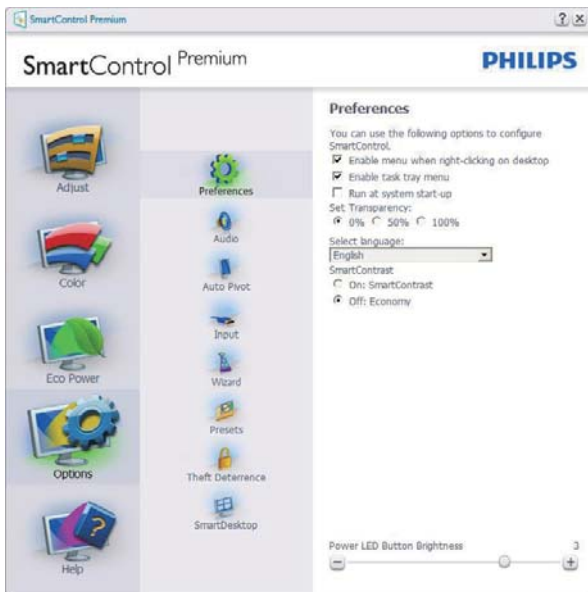 SmartControl Premium
SmartControl Premium
PHILIPS
Adjust
Color
Eco Power
Options
Help
Preferences
Audio
Auto Pivot
Input
Wizard
Presets
Theft Deterrence
SmartDesktop
Preferences
You can use the following options to configure
SmartControl.
Enable menu when right-clicking on desktop
Enable task tray menu
Run at system start-up
Set Transparency:
0% 50% 100%
Select language:
English
SmartContrast
On: SmartContrast
Off: Economy
Power LED Button Brightness 3